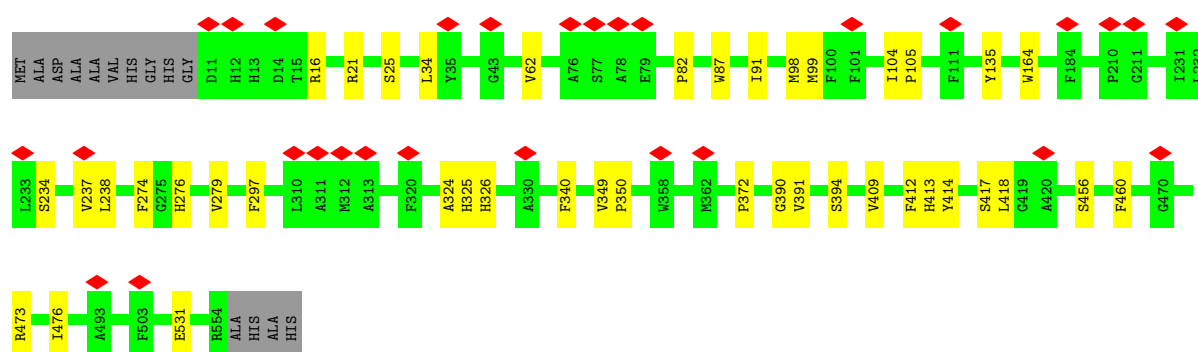 MET ALA ASP ALA ALA VAL HIS GLY HIS GLY D11 H12 H13 D14 T15 R16 R21 S25 L34 Y35 G43 V62 A76 S77 A78 E79 P82 W87 I91 M98 M99 F100 F101 I104 P105 F111 Y135 W164 F184 P210 G211 I231 L232
L233 S234 V237 L238 F274 G275 H276 V279 F297 L310 A311 M312 A313 F320 A324 H325 H326 A330 F340 V349 P350 W358 M362 P372 G390 V391 S394 V409 F412 H413 Y414 S417 L418 G419 A420 S456 F460 G470
R473 I476 A493 F503 E531 R554 ALA HIS ALA HIS